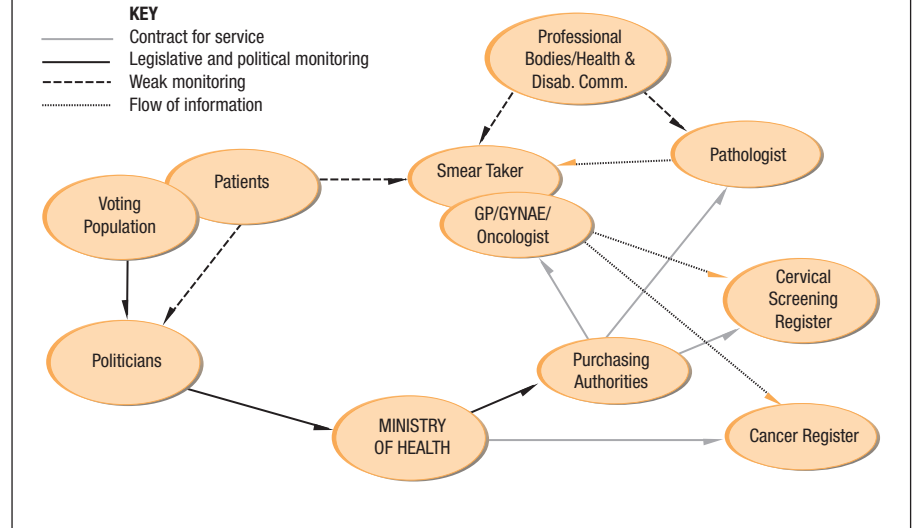 KEY
Contract for service
Legislative and political monitoring
Weak monitoring
Flow of information
Professional
Bodies/Health &
Disab. Comm.
Pathologist
Smear Taker
Patients
Voting
Population
GP/GYNAE/
Oncologist
Cervical
Screening
Register
Politicians
Purchasing
Authorities
MINISTRY
OF HEALTH
Cancer Register